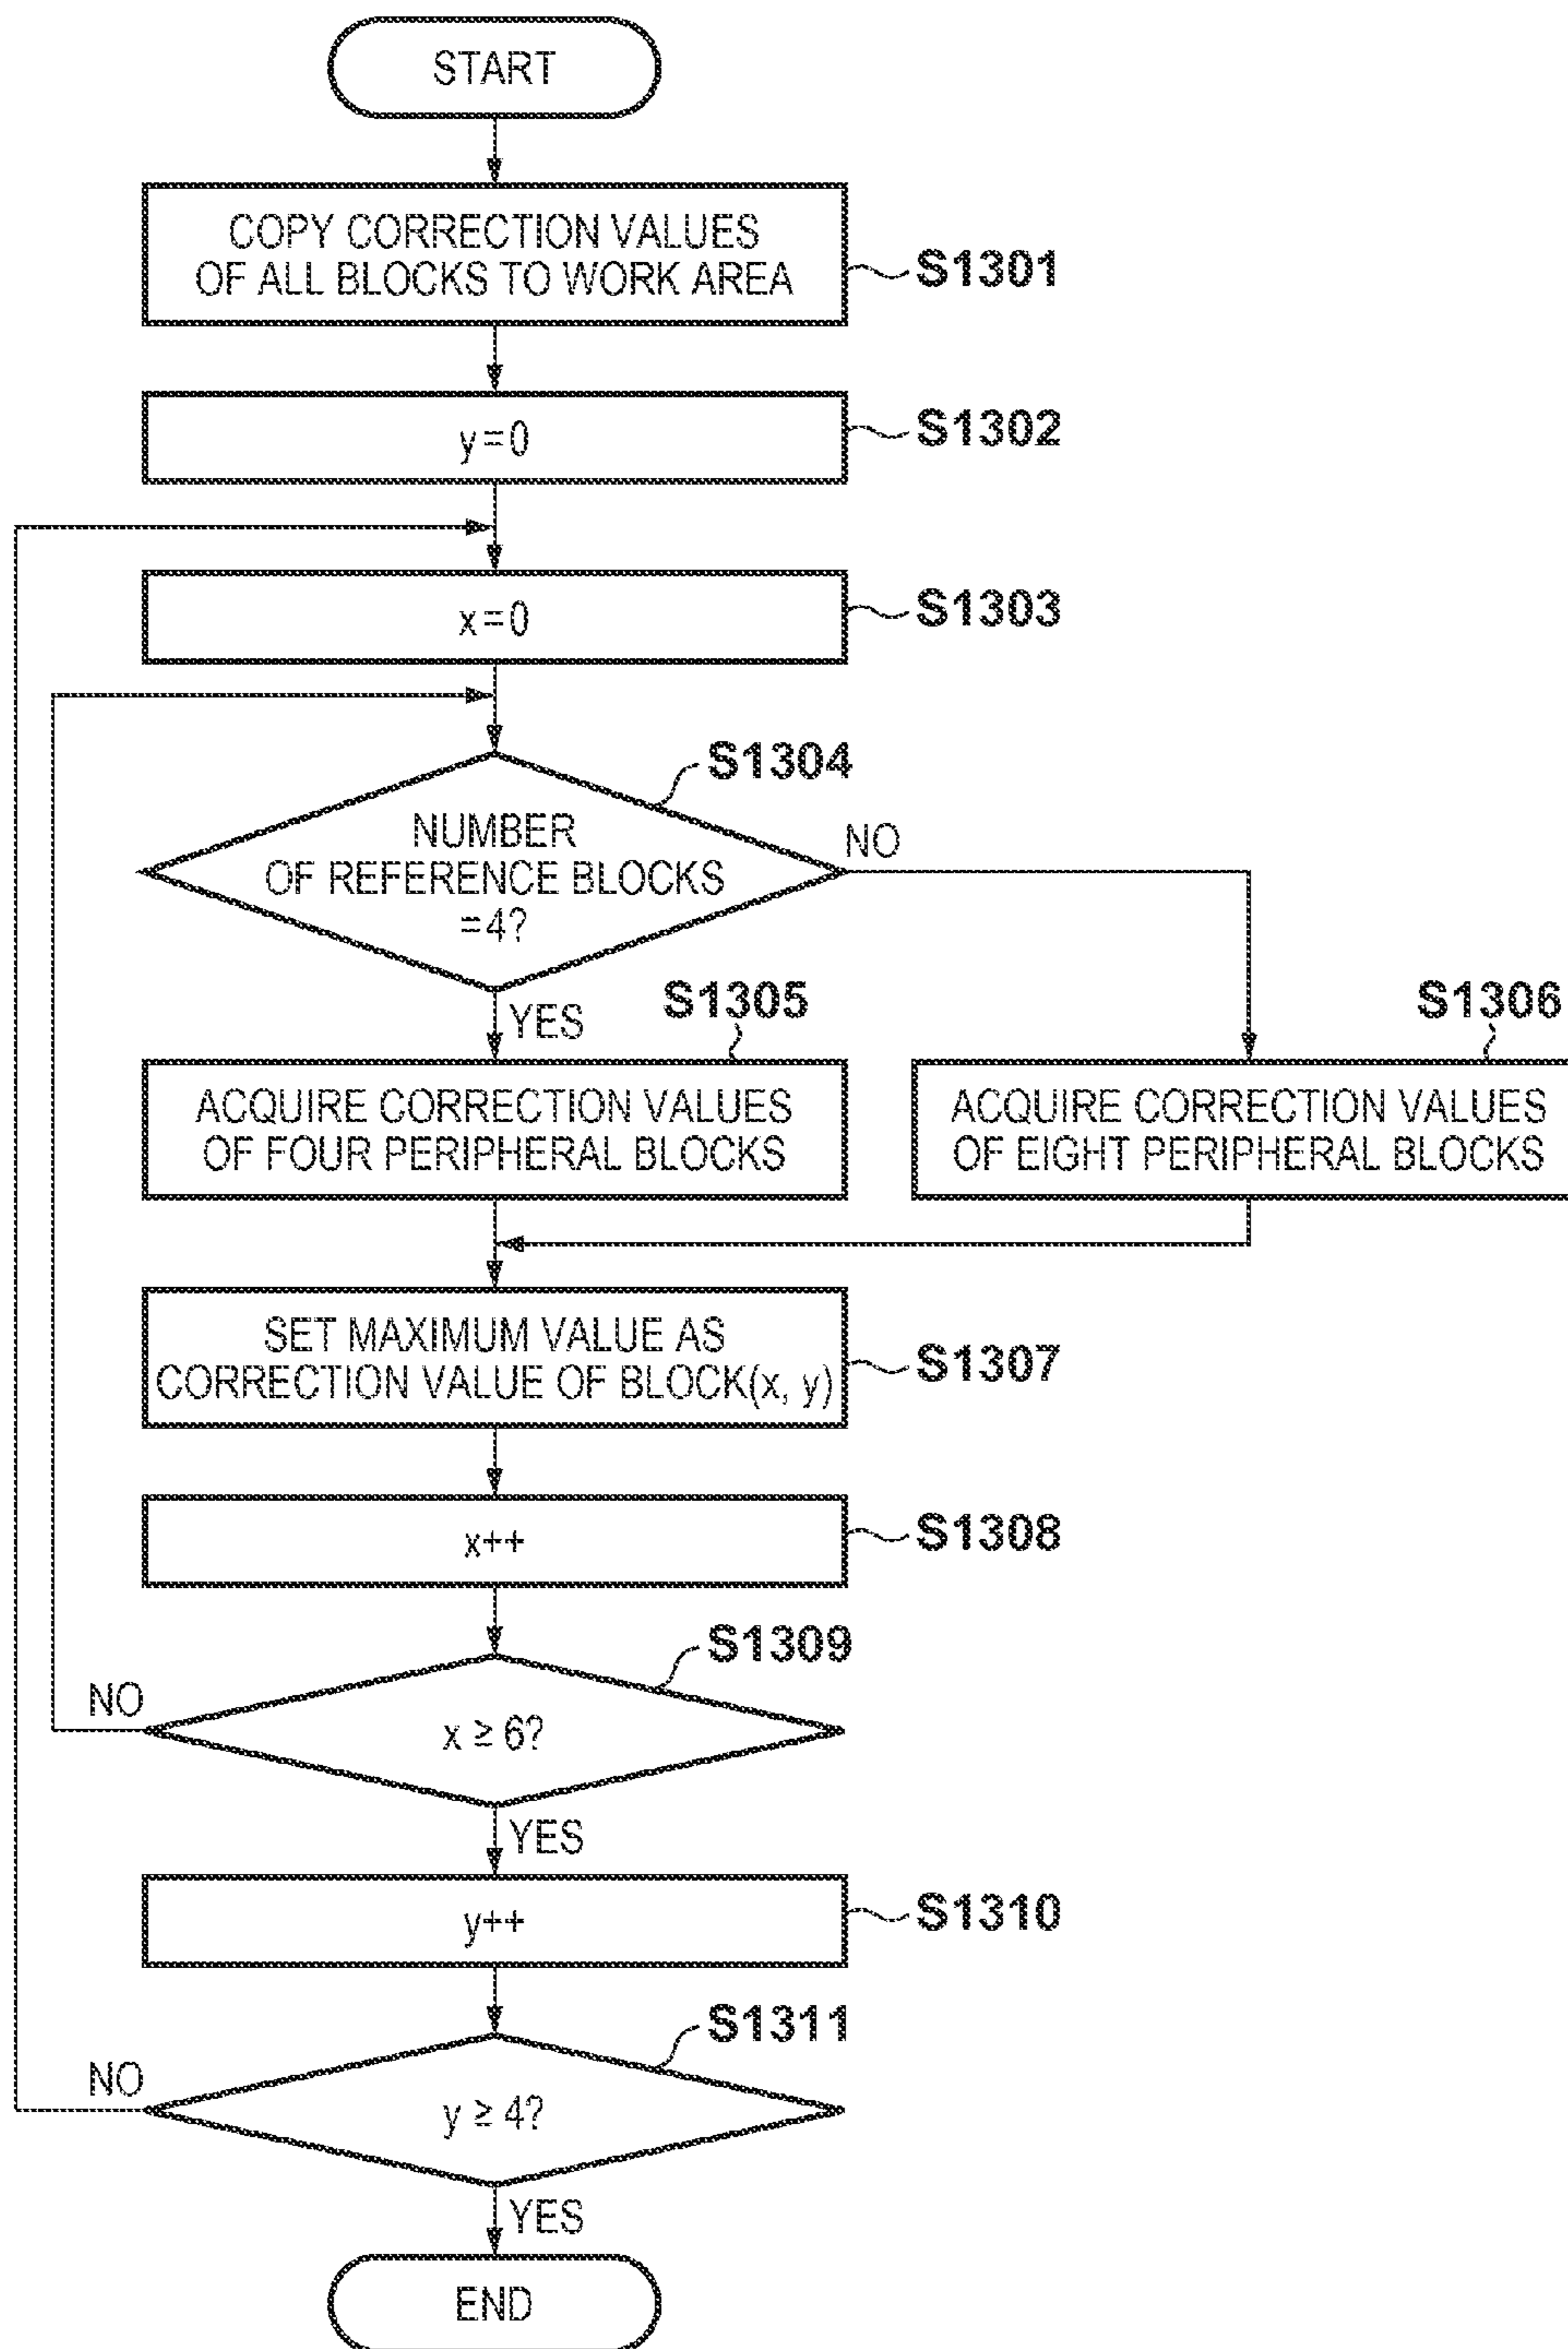 START
COPY CORRECTION VALUES
OF ALL BLOCKS TO WORK AREA
S1301
y=0
S1302
x=0
S1303
S1304
NUMBER
OF REFERENCE BLOCKS
=4?
NO
YES
S1305
S1306
ACQUIRE CORRECTION VALUES
OF FOUR PERIPHERAL BLOCKS
ACQUIRE CORRECTION VALUES
OF EIGHT PERIPHERAL BLOCKS
SET MAXIMUM VALUE AS
CORRECTION VALUE OF BLOCK(x, y)
S1307
x++
S1308
S1309
NO
x ≥ 6?
YES
y++
S1310
S1311
NO
y ≥ 4?
YES
END